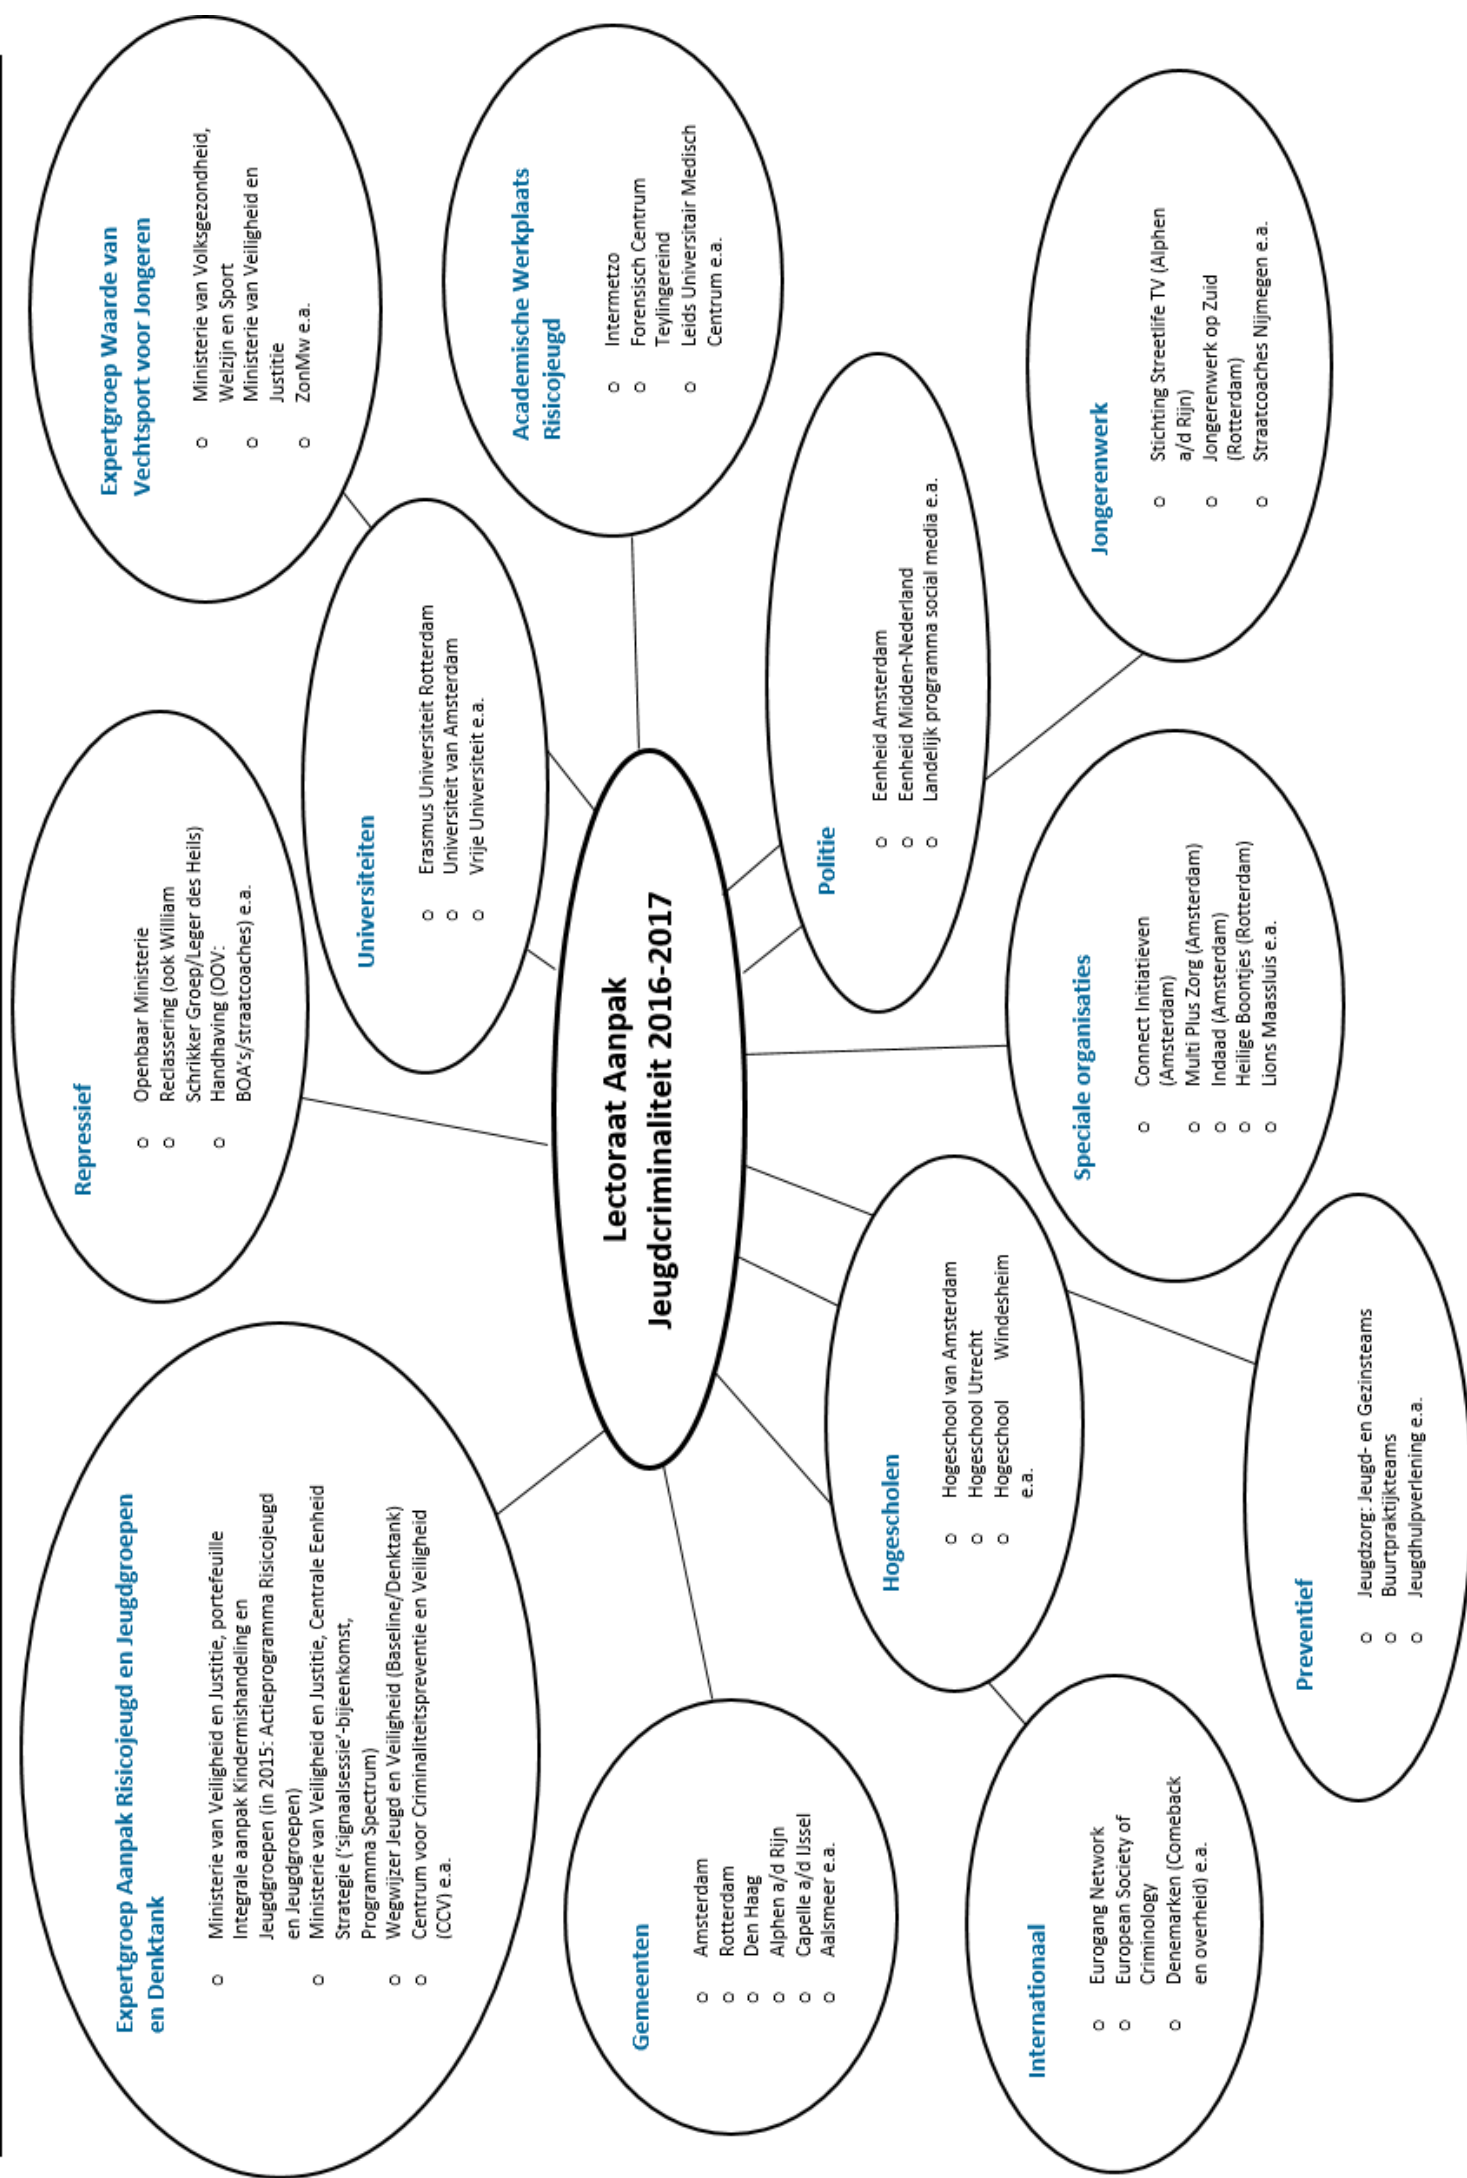 Expertgroep Aanpak Risicojeugd en Jeugdgroepen
en Denktank
○ Ministerie van Veiligheid en Justitie, portefeuille
Integrale aanpak Kindermishandeling en
Jeugdgroepen (in 2015: Actieprogramma Risicojeugd
en Jeugdgroepen)
○ Ministerie van Veiligheid en Justitie, Centrale Eenheid
Strategie (‘signaalsessie’-bijeenkomst,
Programma Spectrum)
○ Wegwijzer Jeugd en Veiligheid (Baseline/Denktank)
○ Centrum voor Criminaliteitspreventie en Veiligheid
(CCV) e.a.
Repressief
○ Openbaar Ministerie
○ Reclassering (ook William
Schrikker Groep/Leger des Heils)
○ Handhaving (OOV:
BOA's/straatcoaches) e.a.
Expertgroep Waarde van
Vechtsport voor Jongeren
○ Ministerie van Volksgezondheid,
Welzijn en Sport
○ Ministerie van Veiligheid en
Justitie
○ ZonMw e.a.
Universiteiten
○ Erasmus Universiteit Rotterdam
○ Universiteit van Amsterdam
○ Vrije Universiteit e.a.
Academische Werkplaats
Risicojeugd
○ Intermetzo
○ Forensisch Centrum
Teylingereind
○ Leids Universitair Medisch
Centrum e.a.
Lectoraat Aanpak
Jeugdcriminaliteit 2016-2017
Gemeenten
○ Amsterdam
○ Rotterdam
○ Den Haag
○ Alphen a/d Rijn
○ Capelle a/d IJssel
○ Aalsmeer e.a.
Politie
○ Eenheid Amsterdam
○ Eenheid Midden-Nederland
○ Landelijk programma social media e.a.
Hogescholen
○ Hogeschool van Amsterdam
○ Hogeschool Utrecht
○ Hogeschool Windesheim
e.a.
Internationaal
○ Eurogang Network
○ European Society of
Criminology
○ Denemarken (Comeback
en overheid) e.a.
Speciale organisaties
○ Connect Initiatieven
(Amsterdam)
○ Multi Plus Zorg (Amsterdam)
○ Indaad (Amsterdam)
○ Heilige Boontjes (Rotterdam)
○ Lions Maassluis e.a.
Jongerenwerk
○ Stichting Streetlife TV (Alphen
a/d Rijn)
○ Jongerenwerk op Zuid
(Rotterdam)
○ Straatcoaches Nijmegen e.a.
Preventief
○ Jeugdzorg: Jeugd- en Gezinsteams
○ Buurtpraktijkteams
○ Jeugdhulpverlening e.a.